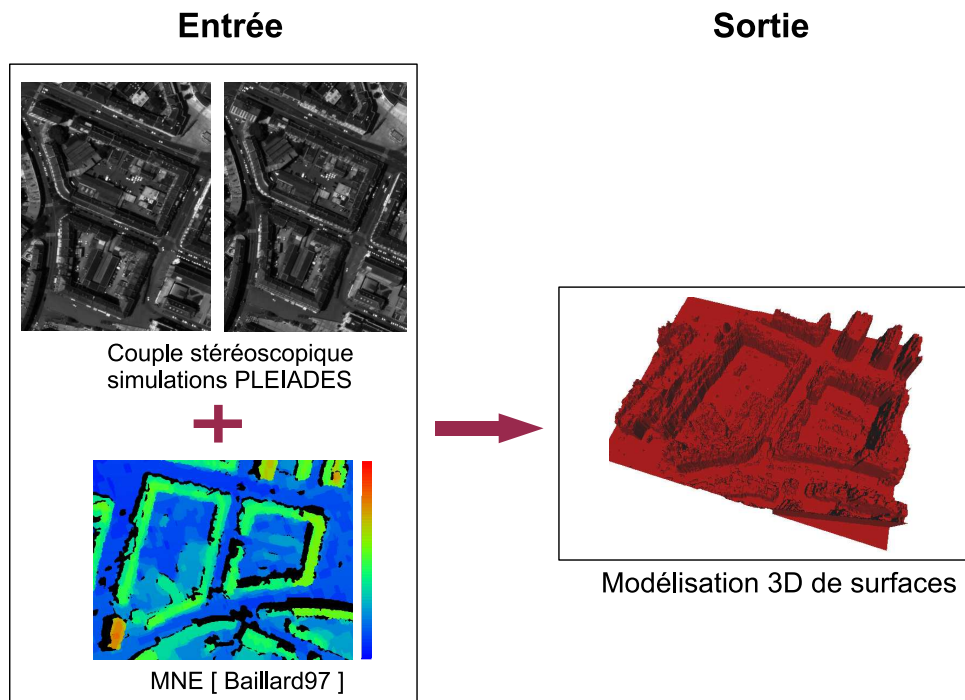 Entrée
Sortie
Couple stéréoscopique
simulations PLEIADES
MNE [ Baillard97 ]
Modélisation 3D de surfaces